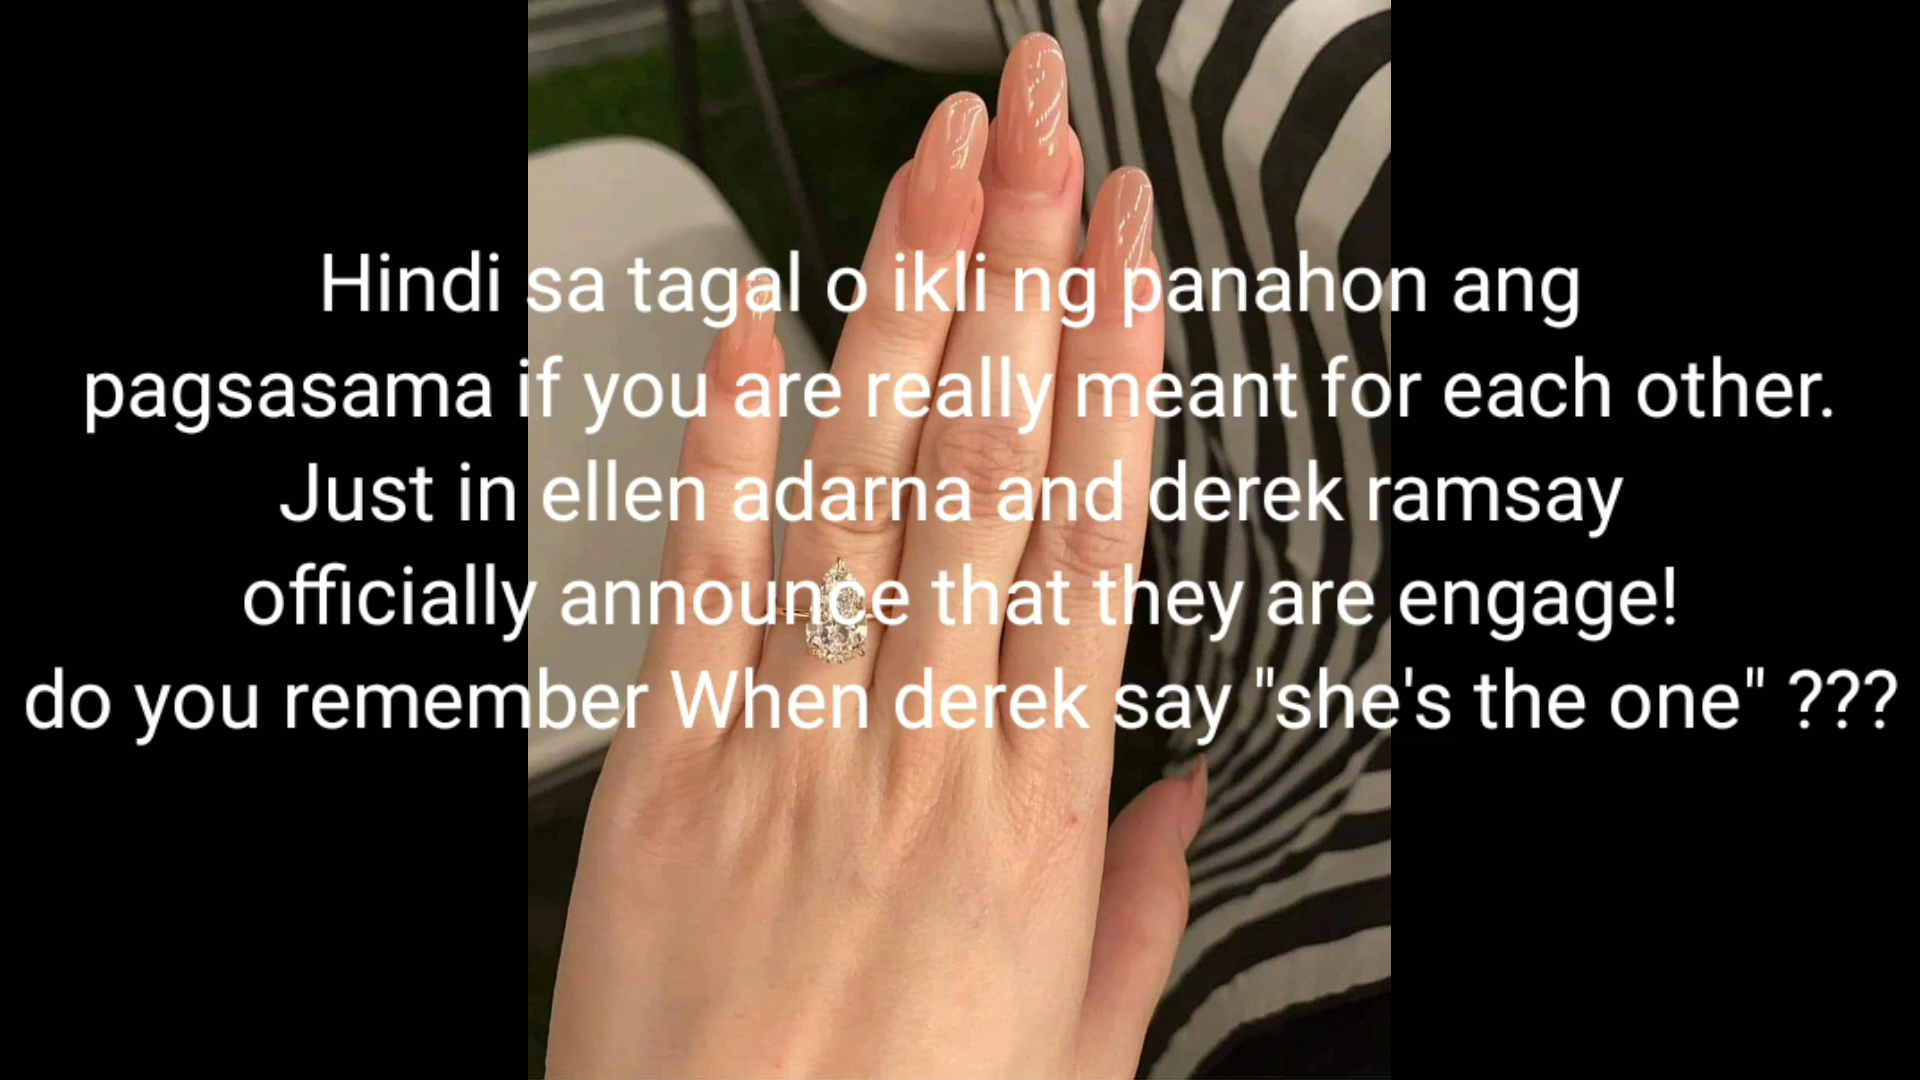 Hindi sa tagal o ikli ng panahon ang
pagsasama if you are really meant for each other.
Just in ellen adarna and derek ramsay
officially announce that they are engage!
do you remember When derek say "she's the one" ???